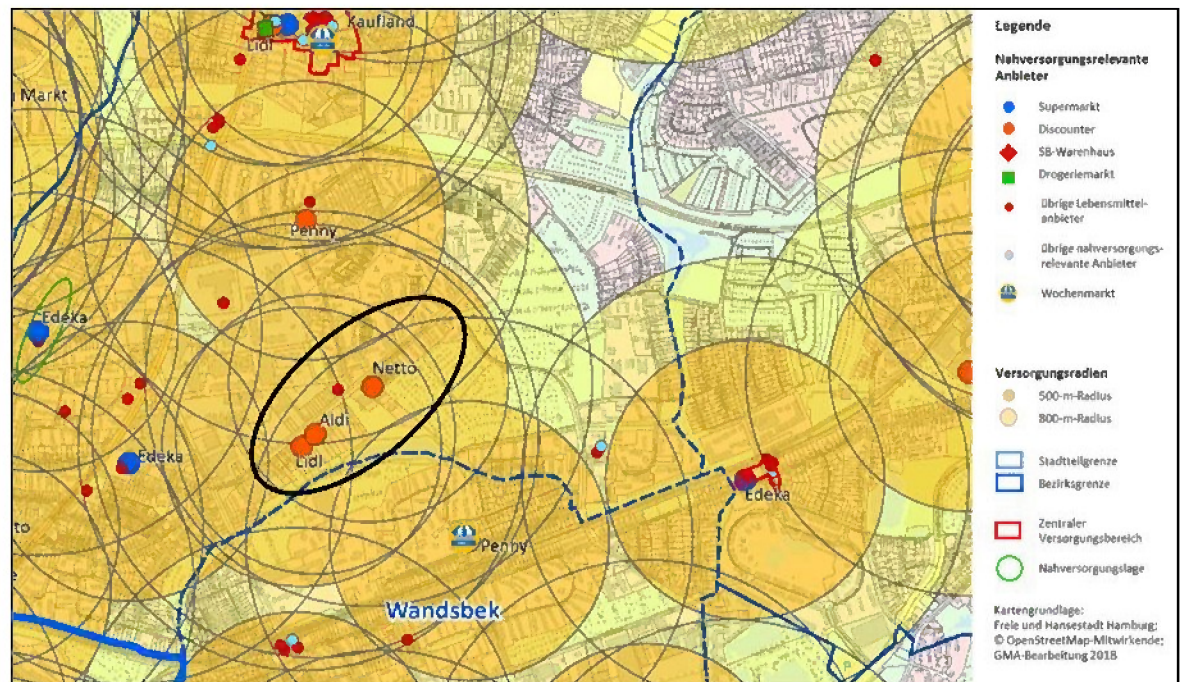 Kaufland
Lidl
Markt
Penny
Edeka
Netto
Aidi
Lidl
Edeka
Edeka
to
Penny
Wandsbek
Legende
Nahversorgungsrelevante
Anbieter
Supermarkt
Discounter
SB-Warenhaus
Drogeriemarkt
übrige Lebensmittel-
anbieter
übrige nahversorgungs-
relevante Anbieter
Wochenmarkt
Versorgungsradien
500-m-Radius
800-m-Radius
Stadtteilgrenze
Bezirksgrenze
Zentraler
Versorgungsbereich
Nahversorgungslage
Kartengrundlage:
Freie und Hansestadt Hamburg;
© OpenStreetMap-Mitwirkende;
GMA-Bearbeitung 2018